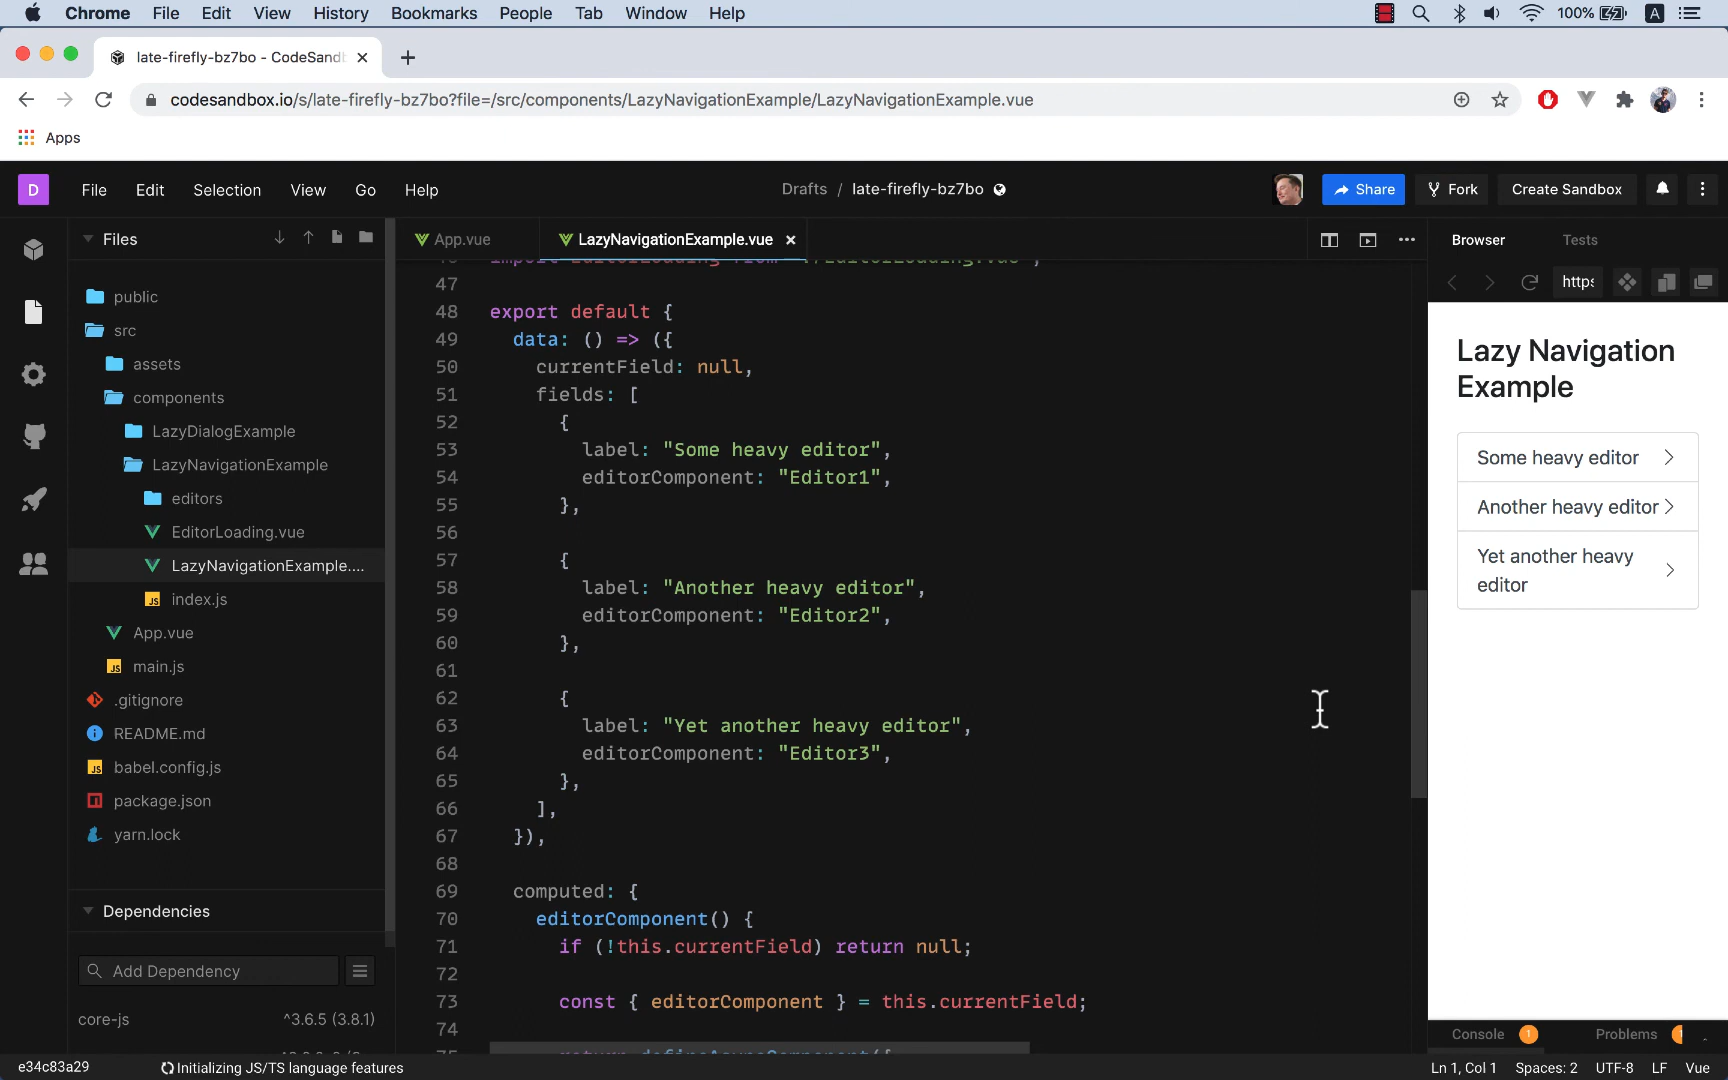 Chrome File Edit View History Bookmarks People Tab Window Help 100% A
late-firefly-bz7bo - CodeSandb
codesandbox.io/s/late-firefly-bz7bo?file=/src/components/LazyNavigationExample/LazyNavigationExample.vue
Apps
D File Edit Selection View Go Help Drafts / late-firefly-bz7bo Share Fork Create Sandbox
Files
public
src
assets
components
LazyDialogExample
LazyNavigationExample
editors
EditorLoading.vue
LazyNavigationExample....
index.js
App.vue
main.js
.gitignore
README.md
babel.config.js
package.json
yarn.lock
Dependencies
Add Dependency
core-js ^3.6.5 (3.8.1)
App.vue LazyNavigationExample.vue
47
48 export default {
49 data: () => ({
50 currentField: null,
51 fields: [
52 {
53 label: "Some heavy editor",
54 editorComponent: "Editor1",
55 },
56
57 {
58 label: "Another heavy editor",
59 editorComponent: "Editor2",
60 },
61
62 {
63 label: "Yet another heavy editor",
64 editorComponent: "Editor3",
65 },
66 ],
67 }),
68
69 computed: {
70 editorComponent() {
71 if (!this.currentField) return null;
72
73 const { editorComponent } = this.currentField;
74
Browser Tests
https
Lazy Navigation
Example
Some heavy editor
Another heavy editor
Yet another heavy
editor
Console 1 Problems
e34c83a29 Initializing JS/TS language features Ln 1, Col 1 Spaces: 2 UTF-8 LF Vue